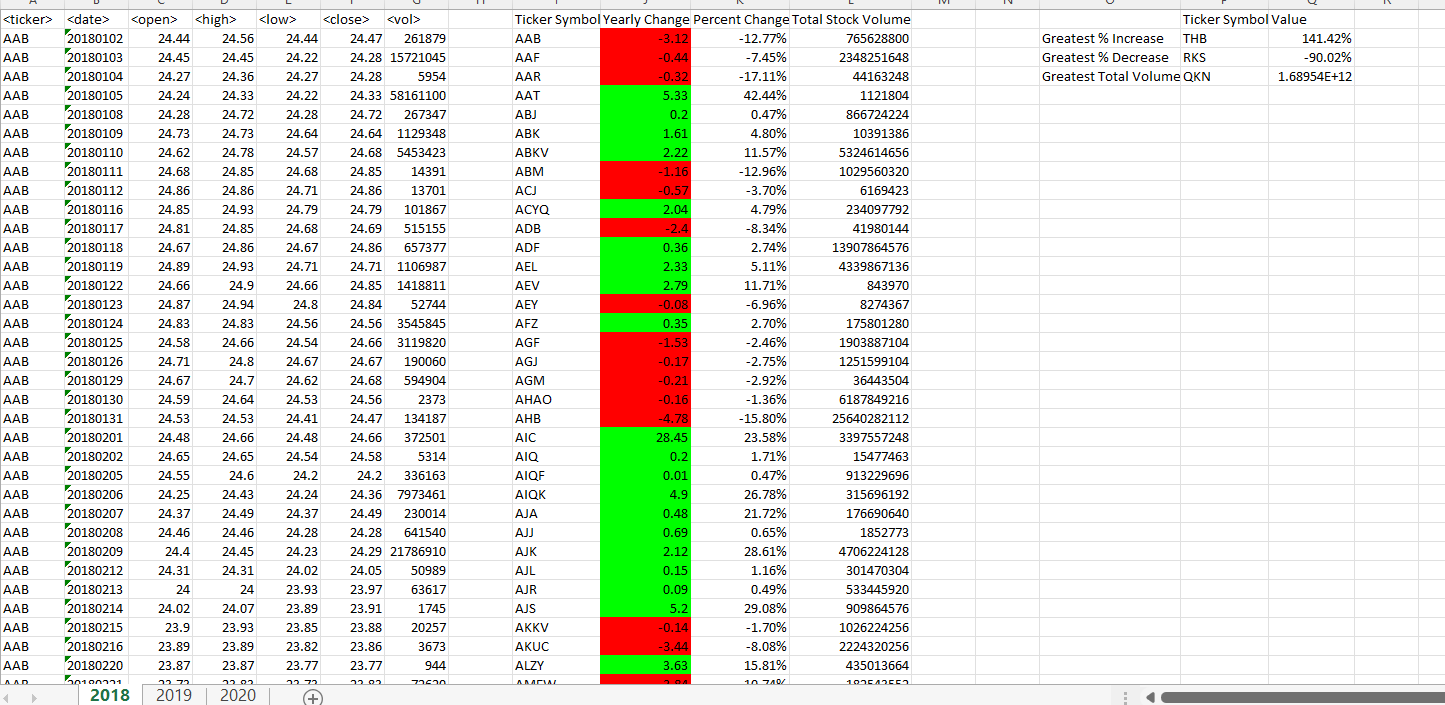 <ticker> <date> <open> <high> <low> <close> <vol> Ticker Symbol Yearly Change Percent Change Total Stock Volume Ticker Symbol Value
AAB 20180102 24.44 24.56 24.44 24.47 261879 AAB -3.12 -12.77% 765628800 Greatest % Increase THB 141.42%
AAB 20180103 24.45 24.45 24.22 24.28 15721045 AAF -0.44 -7.45% 2348251648 Greatest % Decrease RKS -90.02%
AAB 20180104 24.27 24.36 24.27 24.28 5954 AAR -0.32 -17.11% 44163248 Greatest Total Volume QKN 1.68954E+12
AAB 20180105 24.24 24.33 24.22 24.33 58161100 AAT 5.33 42.44% 1121804
AAB 20180108 24.28 24.72 24.28 24.72 267347 ABJ 0.2 0.47% 866724224
AAB 20180109 24.73 24.73 24.64 24.64 1129348 ABK 1.61 4.80% 10391386
AAB 20180110 24.62 24.78 24.57 24.68 5453423 ABKV 2.22 11.57% 5324614656
AAB 20180111 24.68 24.85 24.68 24.85 14391 ABM -1.16 -12.96% 1029560320
AAB 20180112 24.86 24.86 24.71 24.86 13701 ACJ -0.57 -3.70% 6169423
AAB 20180116 24.85 24.93 24.79 24.79 101867 ACYQ 2.04 4.79% 234097792
AAB 20180117 24.81 24.85 24.68 24.69 515155 ADB -2.4 -8.34% 41980144
AAB 20180118 24.67 24.86 24.67 24.86 657377 ADF 0.36 2.74% 13907864576
AAB 20180119 24.89 24.93 24.71 24.71 1106987 AEL 2.33 5.11% 4339867136
AAB 20180122 24.66 24.9 24.66 24.85 1418811 AEV 2.79 11.71% 843970
AAB 20180123 24.87 24.94 24.8 24.84 52744 AEY -0.08 -6.96% 8274367
AAB 20180124 24.83 24.83 24.56 24.56 3545845 AFZ 0.35 2.70% 175801280
AAB 20180125 24.58 24.66 24.54 24.66 3119820 AGF -1.53 -2.46% 1903887104
AAB 20180126 24.71 24.8 24.67 24.67 190060 AGJ -0.17 -2.75% 1251599104
AAB 20180129 24.67 24.7 24.62 24.68 594904 AGM -0.21 -2.92% 36443504
AAB 20180130 24.59 24.64 24.53 24.56 2373 AHAO -0.16 -1.36% 6187849216
AAB 20180131 24.53 24.53 24.41 24.47 134187 AHB -4.78 -15.80% 25640282112
AAB 20180201 24.48 24.66 24.48 24.66 372501 AIC 28.45 23.58% 3397557248
AAB 20180202 24.65 24.65 24.54 24.58 5314 AIQ 0.2 1.71% 15477463
AAB 20180205 24.55 24.6 24.2 24.2 336163 AIQF 0.01 0.47% 913229696
AAB 20180206 24.25 24.43 24.24 24.36 7973461 AIQK 4.9 26.78% 315696192
AAB 20180207 24.37 24.49 24.37 24.49 230014 AJA 0.48 21.72% 176690640
AAB 20180208 24.46 24.46 24.28 24.28 641540 AJJ 0.69 0.65% 1852773
AAB 20180209 24.4 24.45 24.23 24.29 21786910 AJK 2.12 28.61% 4706224128
AAB 20180212 24.31 24.31 24.02 24.05 50989 AJL 0.15 1.16% 301470304
AAB 20180213 24 24 23.93 23.97 63617 AJR 0.09 0.49% 533445920
AAB 20180214 24.02 24.07 23.89 23.91 1745 AJS 5.2 29.08% 909864576
AAB 20180215 23.9 23.93 23.85 23.88 20257 AKKV -0.14 -1.70% 1026224256
AAB 20180216 23.89 23.89 23.82 23.86 3673 AKUC -3.44 -8.08% 2224320256
AAB 20180220 23.87 23.87 23.77 23.77 944 ALZY 3.63 15.81% 435013664
2018 2019 2020